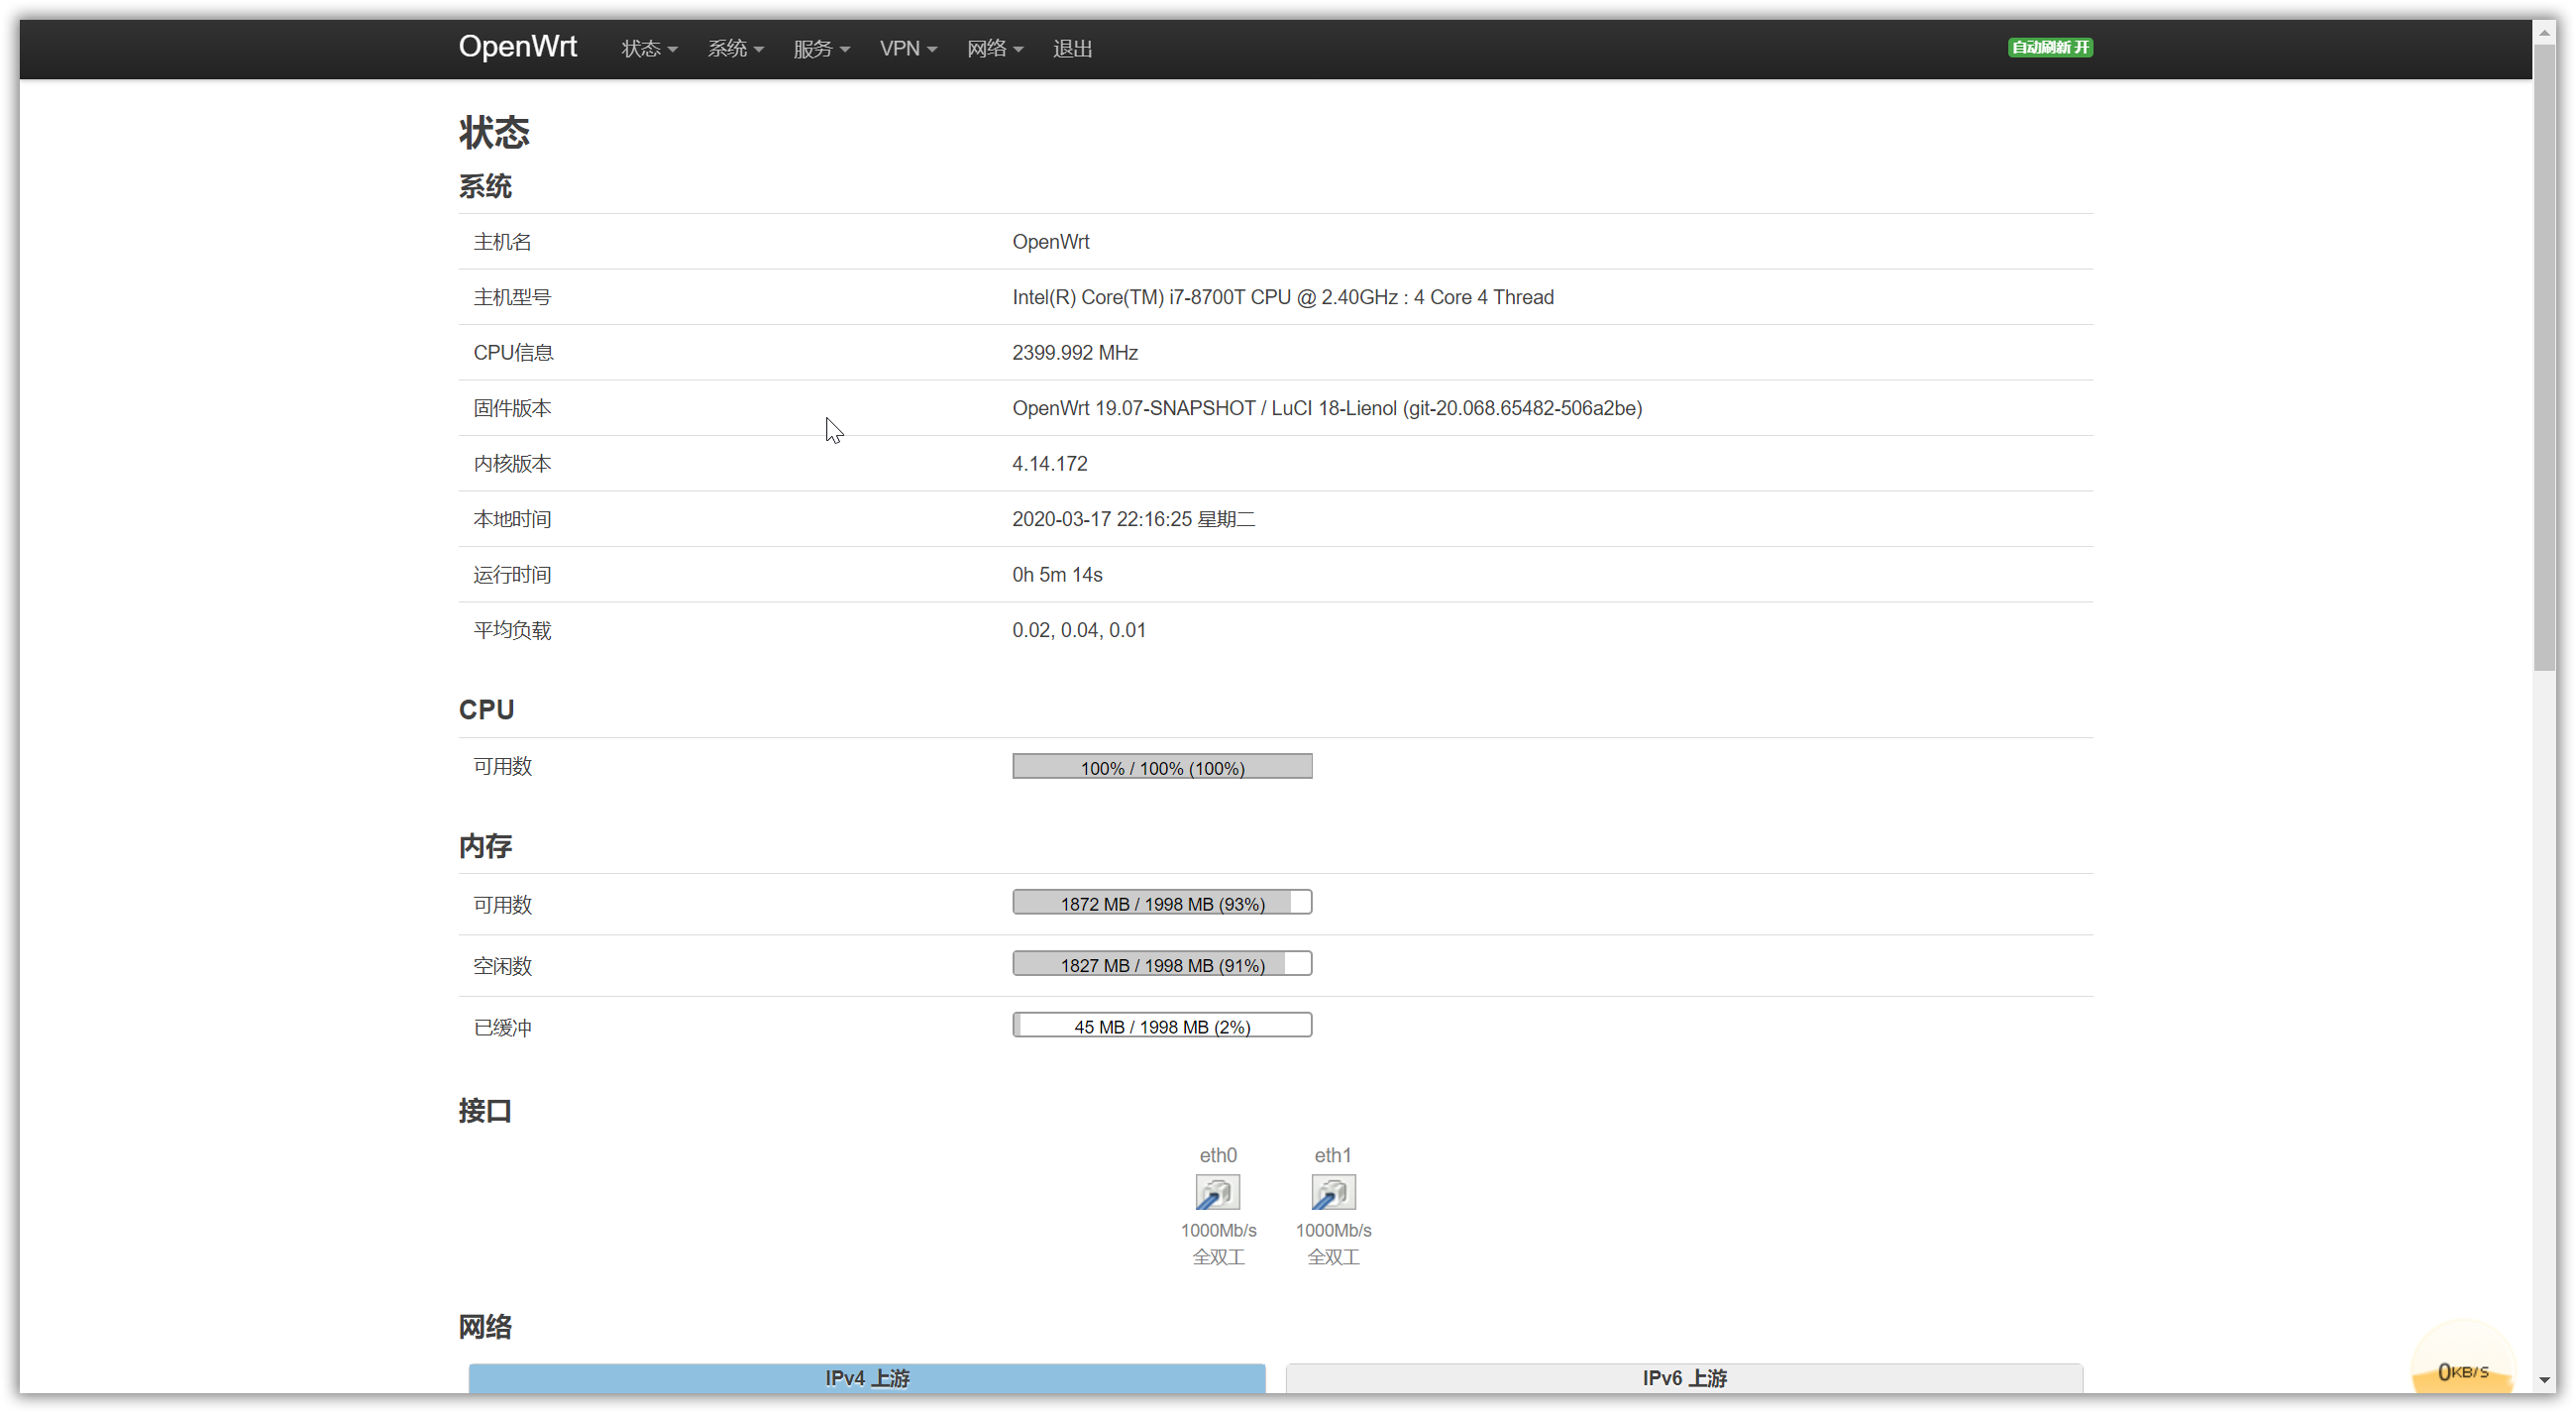 OpenWrt 状态 系统 服务 VPN 网络 退出 自动刷新 开
状态
系统
主机名 OpenWrt
主机型号 Intel(R) Core(TM) i7-8700T CPU @ 2.40GHz : 4 Core 4 Thread
CPU信息 2399.992 MHz
固件版本 OpenWrt 19.07-SNAPSHOT / LuCI 18-Lienol (git-20.068.65482-506a2be)
内核版本 4.14.172
本地时间 2020-03-17 22:16:25 星期二
运行时间 0h 5m 14s
平均负载 0.02, 0.04, 0.01
CPU
可用数 100% / 100% (100%)
内存
可用数 1872 MB / 1998 MB (93%)
空闲数 1827 MB / 1998 MB (91%)
已缓冲 45 MB / 1998 MB (2%)
接口
eth0 eth1
1000Mb/s 1000Mb/s
全双工 全双工
网络
IPv4 上游 IPv6 上游
0KB/S